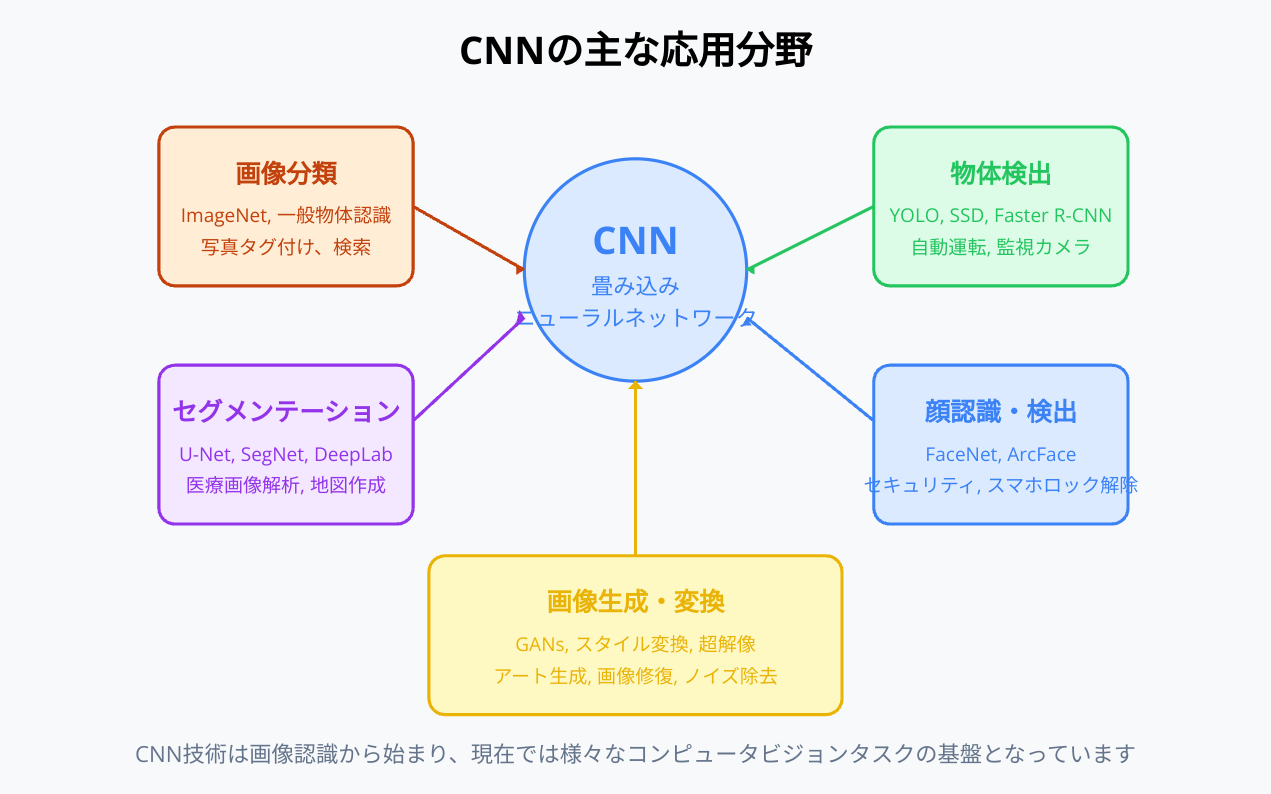 CNNの主な応用分野
画像分類
ImageNet, 一般物体認識
写真タグ付け、検索
CNN
畳み込み
ニューラルネットワーク
物体検出
YOLO, SSD, Faster R-CNN
自動運転, 監視カメラ
セグメンテーション
U-Net, SegNet, DeepLab
医療画像解析, 地図作成
顔認識・検出
FaceNet, ArcFace
セキュリティ, スマホロック解除
画像生成・変換
GANs, スタイル変換, 超解像
アート生成, 画像修復, ノイズ除去
CNN技術は画像認識から始まり、現在では様々なコンピュータビジョンタスクの基盤となっています